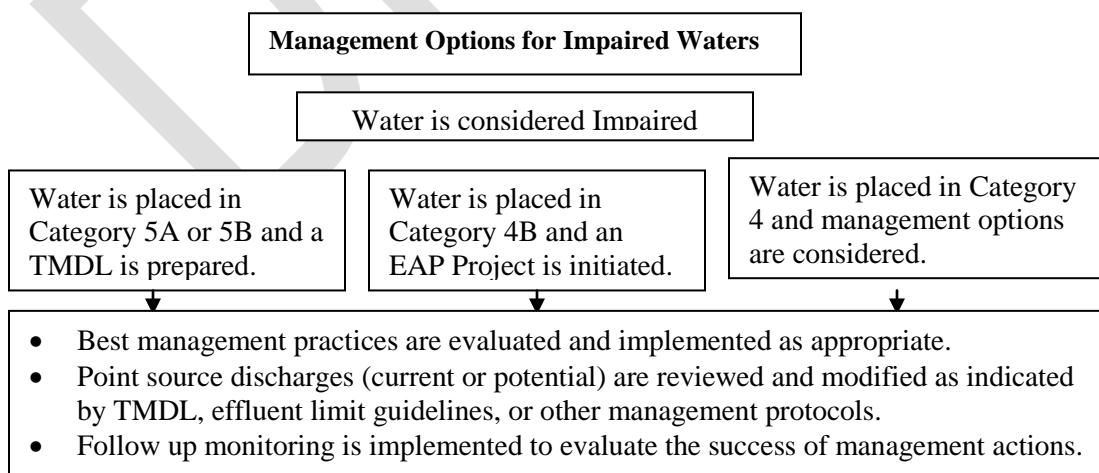 Management Options for Impaired Waters
Water is considered Impaired
Water is placed in
Category 5A or 5B and a
TMDL is prepared.
Water is placed in
Category 4B and an
EAP Project is initiated.
Water is placed in Category
4 and management options
are considered.
• Best management practices are evaluated and implemented as appropriate.
• Point source discharges (current or potential) are reviewed and modified as indicated
by TMDL, effluent limit guidelines, or other management protocols.
• Follow up monitoring is implemented to evaluate the success of management actions.